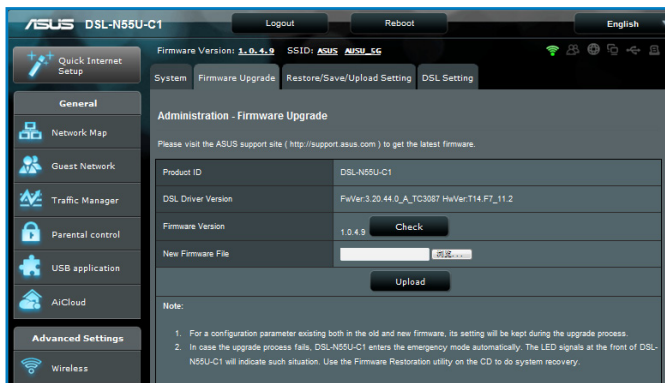 ASUS DSL-N55U-C1 Logout Reboot English
Quick Internet Setup
Firmware Version: 1.0.4.9 SSID: ASUS AUSU_5G
System Firmware Upgrade Restore/Save/Upload Setting DSL Setting
General
Network Map
Guest Network
Traffic Manager
Parental control
USB application
AiCloud
Advanced Settings
Wireless
Administration - Firmware Upgrade
Please visit the ASUS support site ( http://support.asus.com ) to get the latest firmware.
Product ID DSL-N55U-C1
DSL Driver Version FwVer:3.20.44.0_A_TC3087 HwVer:T14.F7_11.2
Firmware Version 1.0.4.9 Check
New Firmware File 浏览...
Upload
Note:
1. For a configuration parameter existing both in the old and new firmware, its setting will be kept during the upgrade process.
2. In case the upgrade process fails, DSL-N55U-C1 enters the emergency mode automatically. The LED signals at the front of DSL-
N55U-C1 will indicate such situation. Use the Firmware Restoration utility on the CD to do system recovery.